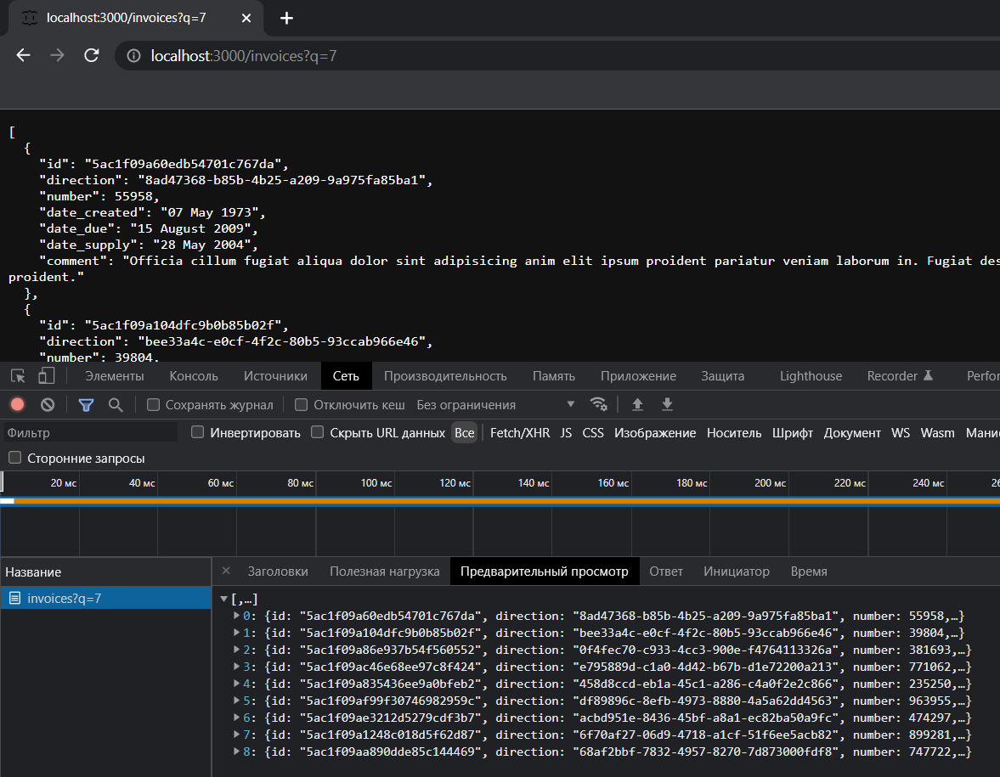 localhost:3000/invoices?q=7
localhost:3000/invoices?q=7
[
{
"id": "5ac1f09a60edb54701c767da",
"direction": "8ad47368-b85b-4b25-a209-9a975fa85ba1",
"number": 55958,
"date_created": "07 May 1973",
"date_due": "15 August 2009",
"date_supply": "28 May 2004",
"comment": "Officia cillum fugiat aliqua dolor sint adipisicing anim elit ipsum proident pariatur veniam laborum in. Fugiat des
proident."
},
{
"id": "5ac1f09a104dfc9b0b85b02f",
"direction": "bee33a4c-e0cf-4f2c-80b5-93ccab966e46",
"number": 39804,
Элементы Консоль Источники Сеть Производительность Память Приложение Защита Lighthouse Recorder Perfor
Сохранять журнал Отключить кеш Без ограничения
Фильтр Инвертировать Скрыть URL данных Все Fetch/XHR JS CSS Изображение Носитель Шрифт Документ WS Wasm Мани
Сторонние запросы
20 мс 40 мс 60 мс 80 мс 100 мс 120 мс 140 мс 160 мс 180 мс 200 мс 220 мс 240 мс 26
Название Заголовки Полезная нагрузка Предварительный просмотр Ответ Инициатор Время
invoices?q=7 [,…]
0: {id: "5ac1f09a60edb54701c767da", direction: "8ad47368-b85b-4b25-a209-9a975fa85ba1", number: 55958,…}
1: {id: "5ac1f09a104dfc9b0b85b02f", direction: "bee33a4c-e0cf-4f2c-80b5-93ccab966e46", number: 39804,…}
2: {id: "5ac1f09a86e937b54f560552", direction: "0f4fec70-c933-4cc3-900e-f4764113326a", number: 381693,…}
3: {id: "5ac1f09ac46e68ee97c8f424", direction: "e795889d-c1a0-4d42-b67b-d1e72200a213", number: 771062,…}
4: {id: "5ac1f09a835436ee9a0bfeb2", direction: "458d8ccd-eb1a-45c1-a286-c4a0f2e2c866", number: 235250,…}
5: {id: "5ac1f09af99f30746982959c", direction: "df89896c-8efb-4973-8880-4a5a62dd4563", number: 963955,…}
6: {id: "5ac1f09ae3212d5279cdf3b7", direction: "acbd951e-8436-45bf-a8a1-ec82ba50a9fc", number: 474297,…}
7: {id: "5ac1f09a1248c018d5f62d87", direction: "6f70af27-06d9-4718-a1cf-51f6ee5acb82", number: 899281,…}
8: {id: "5ac1f09aa890dde85c144469", direction: "68af2bbf-7832-4957-8270-7d873000fdf8", number: 747722,…}